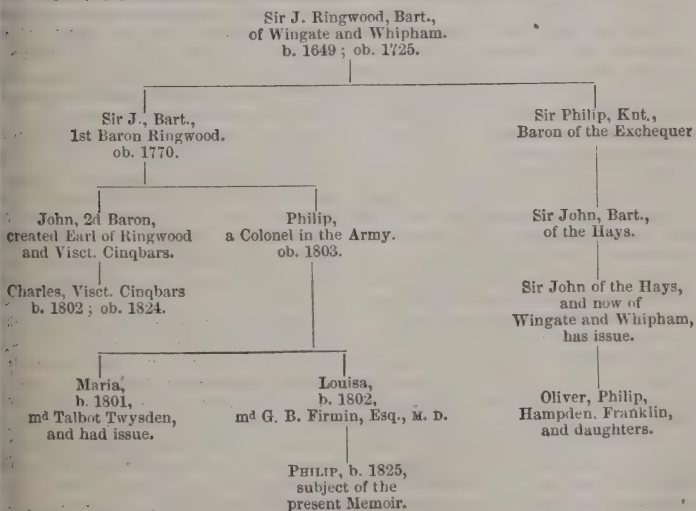 Sir J. Ringwood, Bart.,
of Wingate and Whipham.
b. 1649 ; ob. 1725.
Sir J., Bart.,
1st Baron Ringwood.
ob. 1770.
Sir Philip, Knt.,
Baron of the Exchequer
John, 2d Baron,
created Earl of Ringwood
and Visct. Cinqbars.
Philip,
a Colonel in the Army.
ob. 1803.
Sir John, Bart.,
of the Hays.
Charles, Visct. Cinqbars
b. 1802 ; ob. 1824.
Sir John of the Hays,
and now of
Wingate and Whipham,
has issue.
Maria,
b. 1801,
md Talbot Twysden,
and had issue.
Louisa,
b. 1802,
md G. B. Firmin, Esq., M. D.
Oliver, Philip,
Hampden, Franklin,
and daughters.
PHILIP, b. 1825,
subject of the
present Memoir.